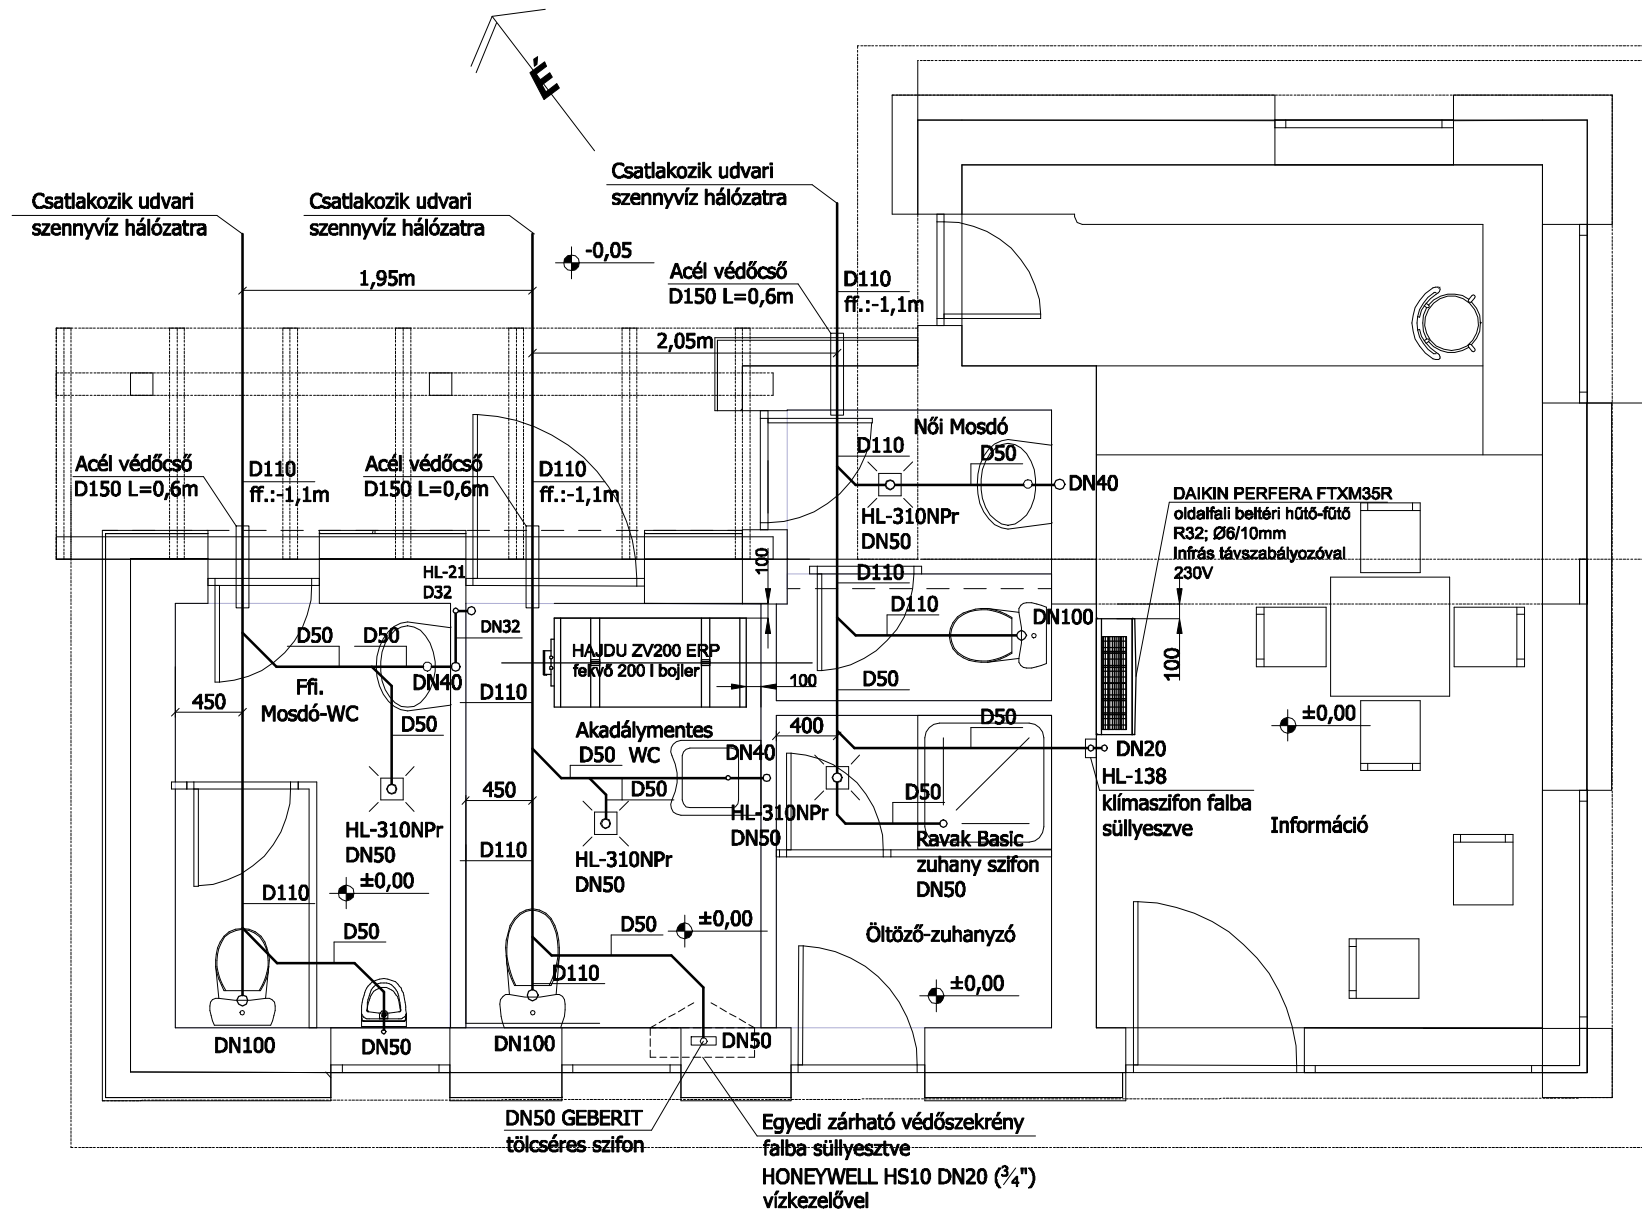 É
Csatlakozik udvari
szennyvíz hálózatra
Csatlakozik udvari
szennyvíz hálózatra
Csatlakozik udvari
szennyvíz hálózatra
-0,05
1,95m
Acél védőcső
D150 L=0,6m
D110
ff.:-1,1m
2,05m
Acél védőcső
D150 L=0,6m
D110
ff.:-1,1m
Acél védőcső
D150 L=0,6m
D110
ff.:-1,1m
Női Mosdó
D110
D50
DN40
HL-310NPr
DN50
DAIKIN PERFERA FTXM35R
oldalfali beltéri hűtő-fűtő
R32; Ø6/10mm
Infrás távszabályozóval
230V
100
HL-21
D32
D110
D110
DN100
D50
D50
DN32
HAJDU ZV200 ERP
fekvő 200 l bojler
100
DN40
Ffi.
Mosdó-WC
450
D110
D50
100
D50
Akadálymentes
WC
D50
400
D50
±0,00
DN40
DN20
D50
D50
HL-138
klímaszifon falba
süllyeszve
450
HL-310NPr
DN50
HL-310NPr
DN50
D110
HL-310NPr
DN50
Ravak Basic
zuhany szifon
DN50
Információ
±0,00
D110
±0,00
D50
D50
Öltöző-zuhanyzó
D110
±0,00
DN100
DN50
DN100
DN50
DN50 GEBERIT
tölcséres szifon
Egyedi zárható védőszekrény
falba süllyesztve
HONEYWELL HS10 DN20 (¾")
vízkezelővel